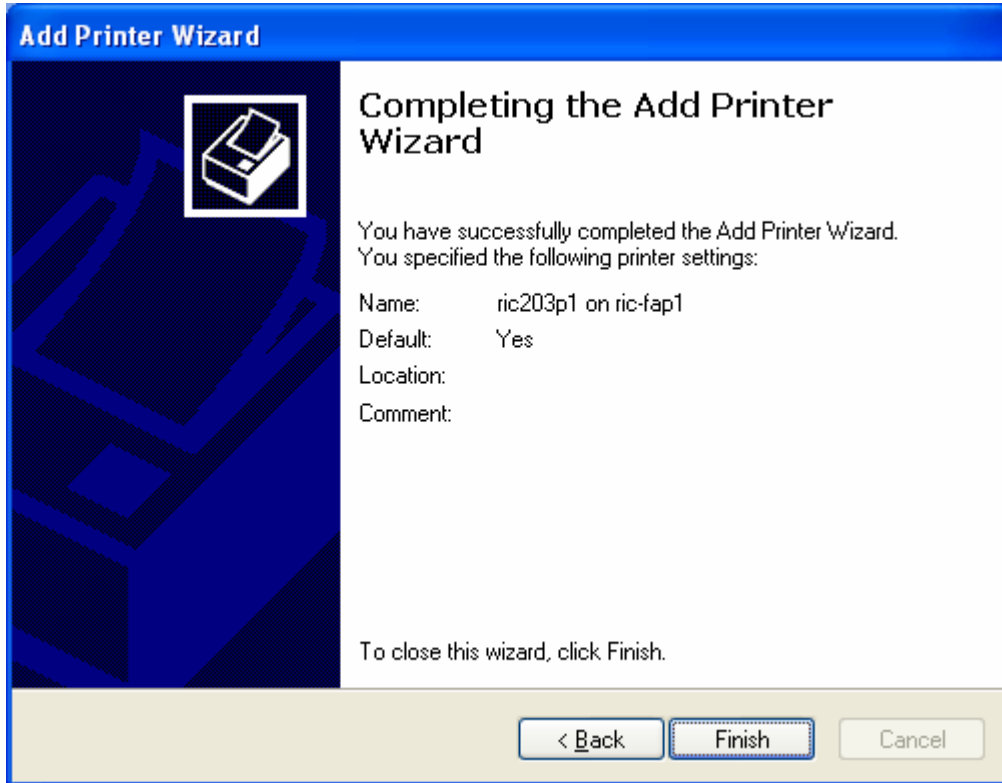 Add Printer Wizard
Completing the Add Printer
Wizard
You have successfully completed the Add Printer Wizard.
You specified the following printer settings:
Name: ric203p1 on ric-fap1
Default: Yes
Location:
Comment:
To close this wizard, click Finish.
< Back Finish Cancel